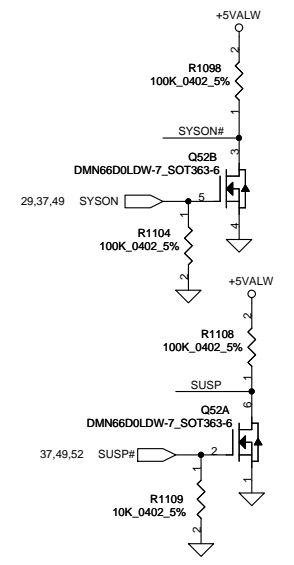 +5VALW
2
R1098
100K_0402_5%
1
SYSON#
3
Q52B
DMN66D0LDW-7_SOT363-6
29,37,49 SYSON
5
1
4
R1104
100K_0402_5%
2
+5VALW
2
R1108
100K_0402_5%
1
SUSP
6
Q52A
DMN66D0LDW-7_SOT363-6
37,49,52 SUSP#
2
1
1
R1109
10K_0402_5%
2